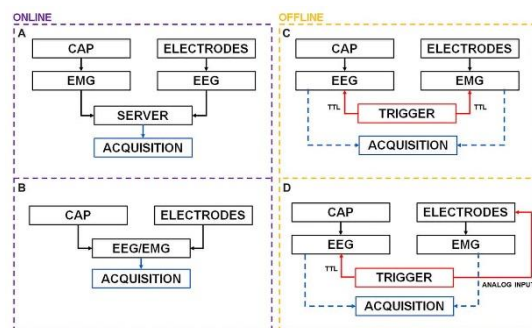 ONLINE
OFFLINE
A
CAP
ELECTRODES
EMG
EEG
SERVER
ACQUISITION
B
CAP
ELECTRODES
EEG/EMG
ACQUISITION
C
CAP
ELECTRODES
EEG
EMG
TTL
TTL
TRIGGER
ACQUISITION
D
CAP
ELECTRODES
EEG
EMG
TTL
TRIGGER
ANALOG INPUT
ACQUISITION